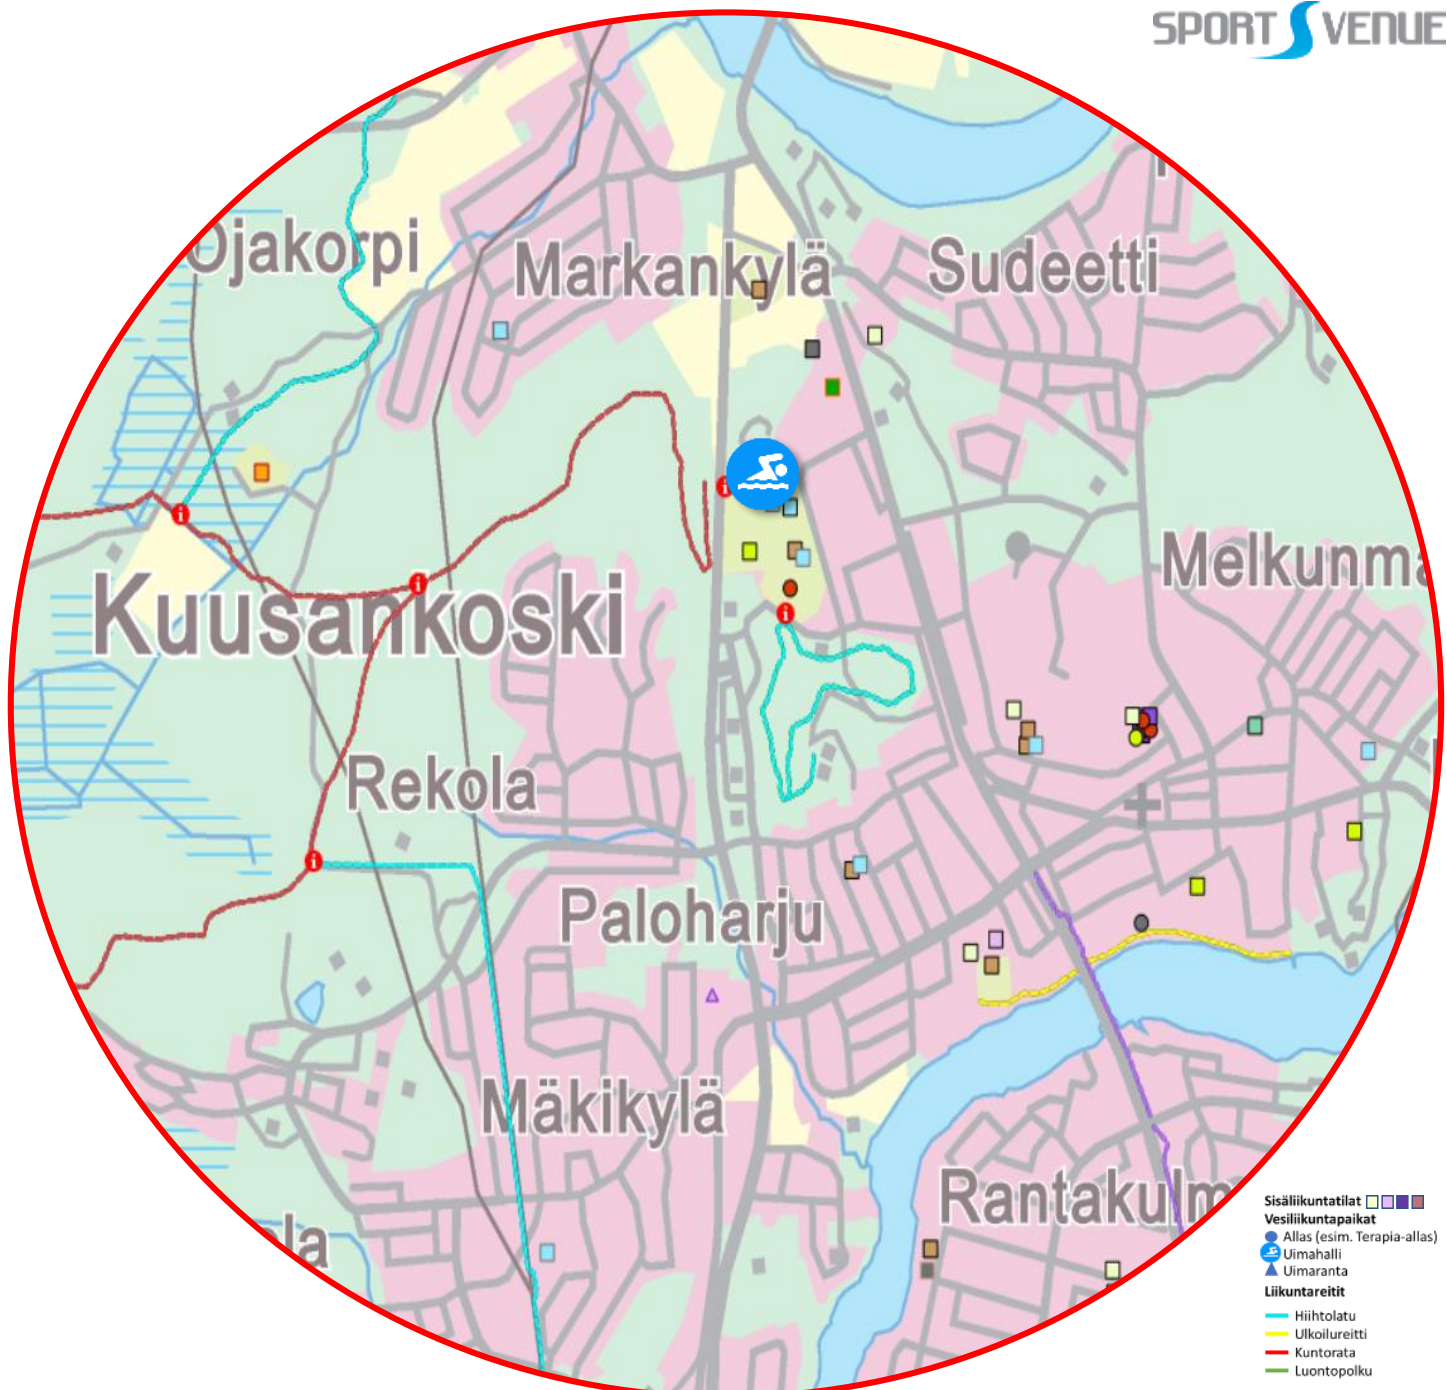 SPORT VENUE
Ojakorpi
Markankylä
Sudeetti
Melkunma
Kuusankoski
Rekola
Paloharju
Mäkikylä
Rantakulm
ola
Sisäliikuntatilat
Vesiliikuntapaikat
Allas (esim. Terapia-allas)
Uimahalli
Uimaranta
Liikuntareitit
Hiihtolatu
Ulkoilureitti
Kuntorata
Luontopolku